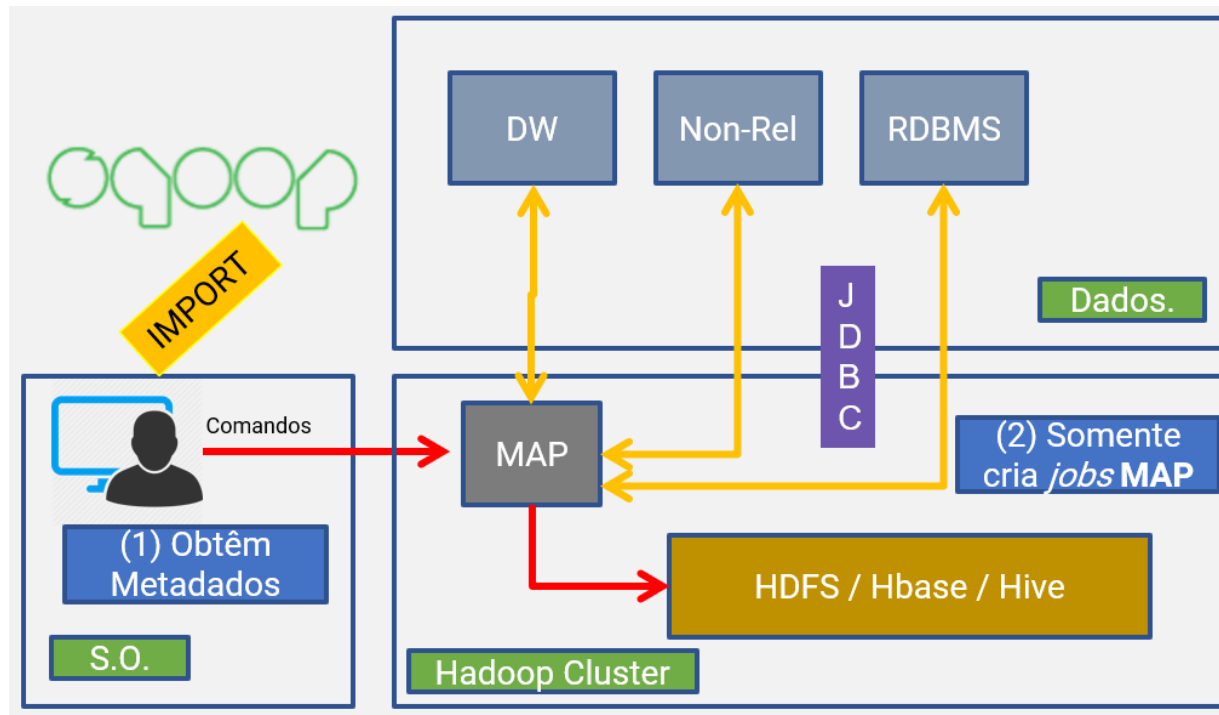 DW
Non-Rel
RDBMS
sqoop
IMPORT
J
D
B
C
Dados.
Comandos
MAP
(2) Somente
cria jobs MAP
(1) Obtêm
Metadados
HDFS / Hbase / Hive
S.O.
Hadoop Cluster